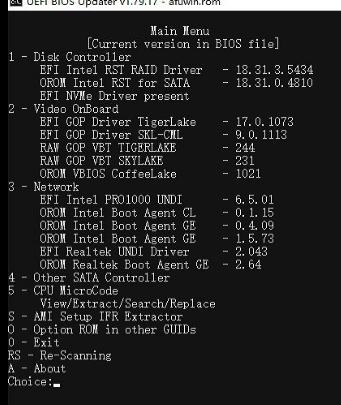 UEFI BIOS Updater v1.79.17 - afuwin.rom
Main Menu
[Current version in BIOS file]
1 - Disk Controller
EFI Intel RST RAID Driver - 18.31.3.5434
OROM Intel RST for SATA - 18.31.0.4810
EFI NVMe Driver present
2 - Video OnBoard
EFI GOP Driver TigerLake - 17.0.1073
EFI GOP Driver SKL-CML - 9.0.1113
RAW GOP VBT TIGERLAKE - 244
RAW GOP VBT SKYLAKE - 231
OROM VBIOS CoffeeLake - 1021
3 - Network
EFI Intel PRO1000 UNDI - 6.5.01
OROM Intel Boot Agent CL - 0.1.15
OROM Intel Boot Agent GE - 0.4.09
OROM Intel Boot Agent GE - 1.5.73
EFI Realtek UNDI Driver - 2.043
OROM Realtek Boot Agent GE - 2.64
4 - Other SATA Controller
5 - CPU MicroCode
View/Extract/Search/Replace
S - AMI Setup IFR Extractor
O - Option ROM in other GUIDs
0 - Exit
RS - Re-Scanning
A - About
Choice:_